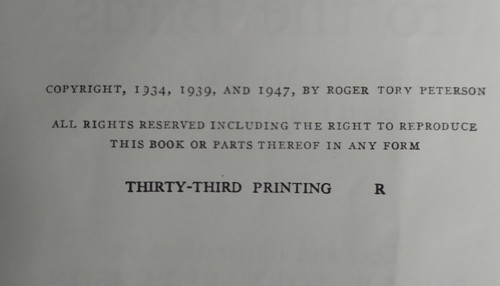 COPYRIGHT, 1934, 1939, AND 1947, BY ROGER TORY PETERSON
ALL RIGHTS RESERVED INCLUDING THE RIGHT TO REPRODUCE
THIS BOOK OR PARTS THEREOF IN ANY FORM
THIRTY-THIRD PRINTING R